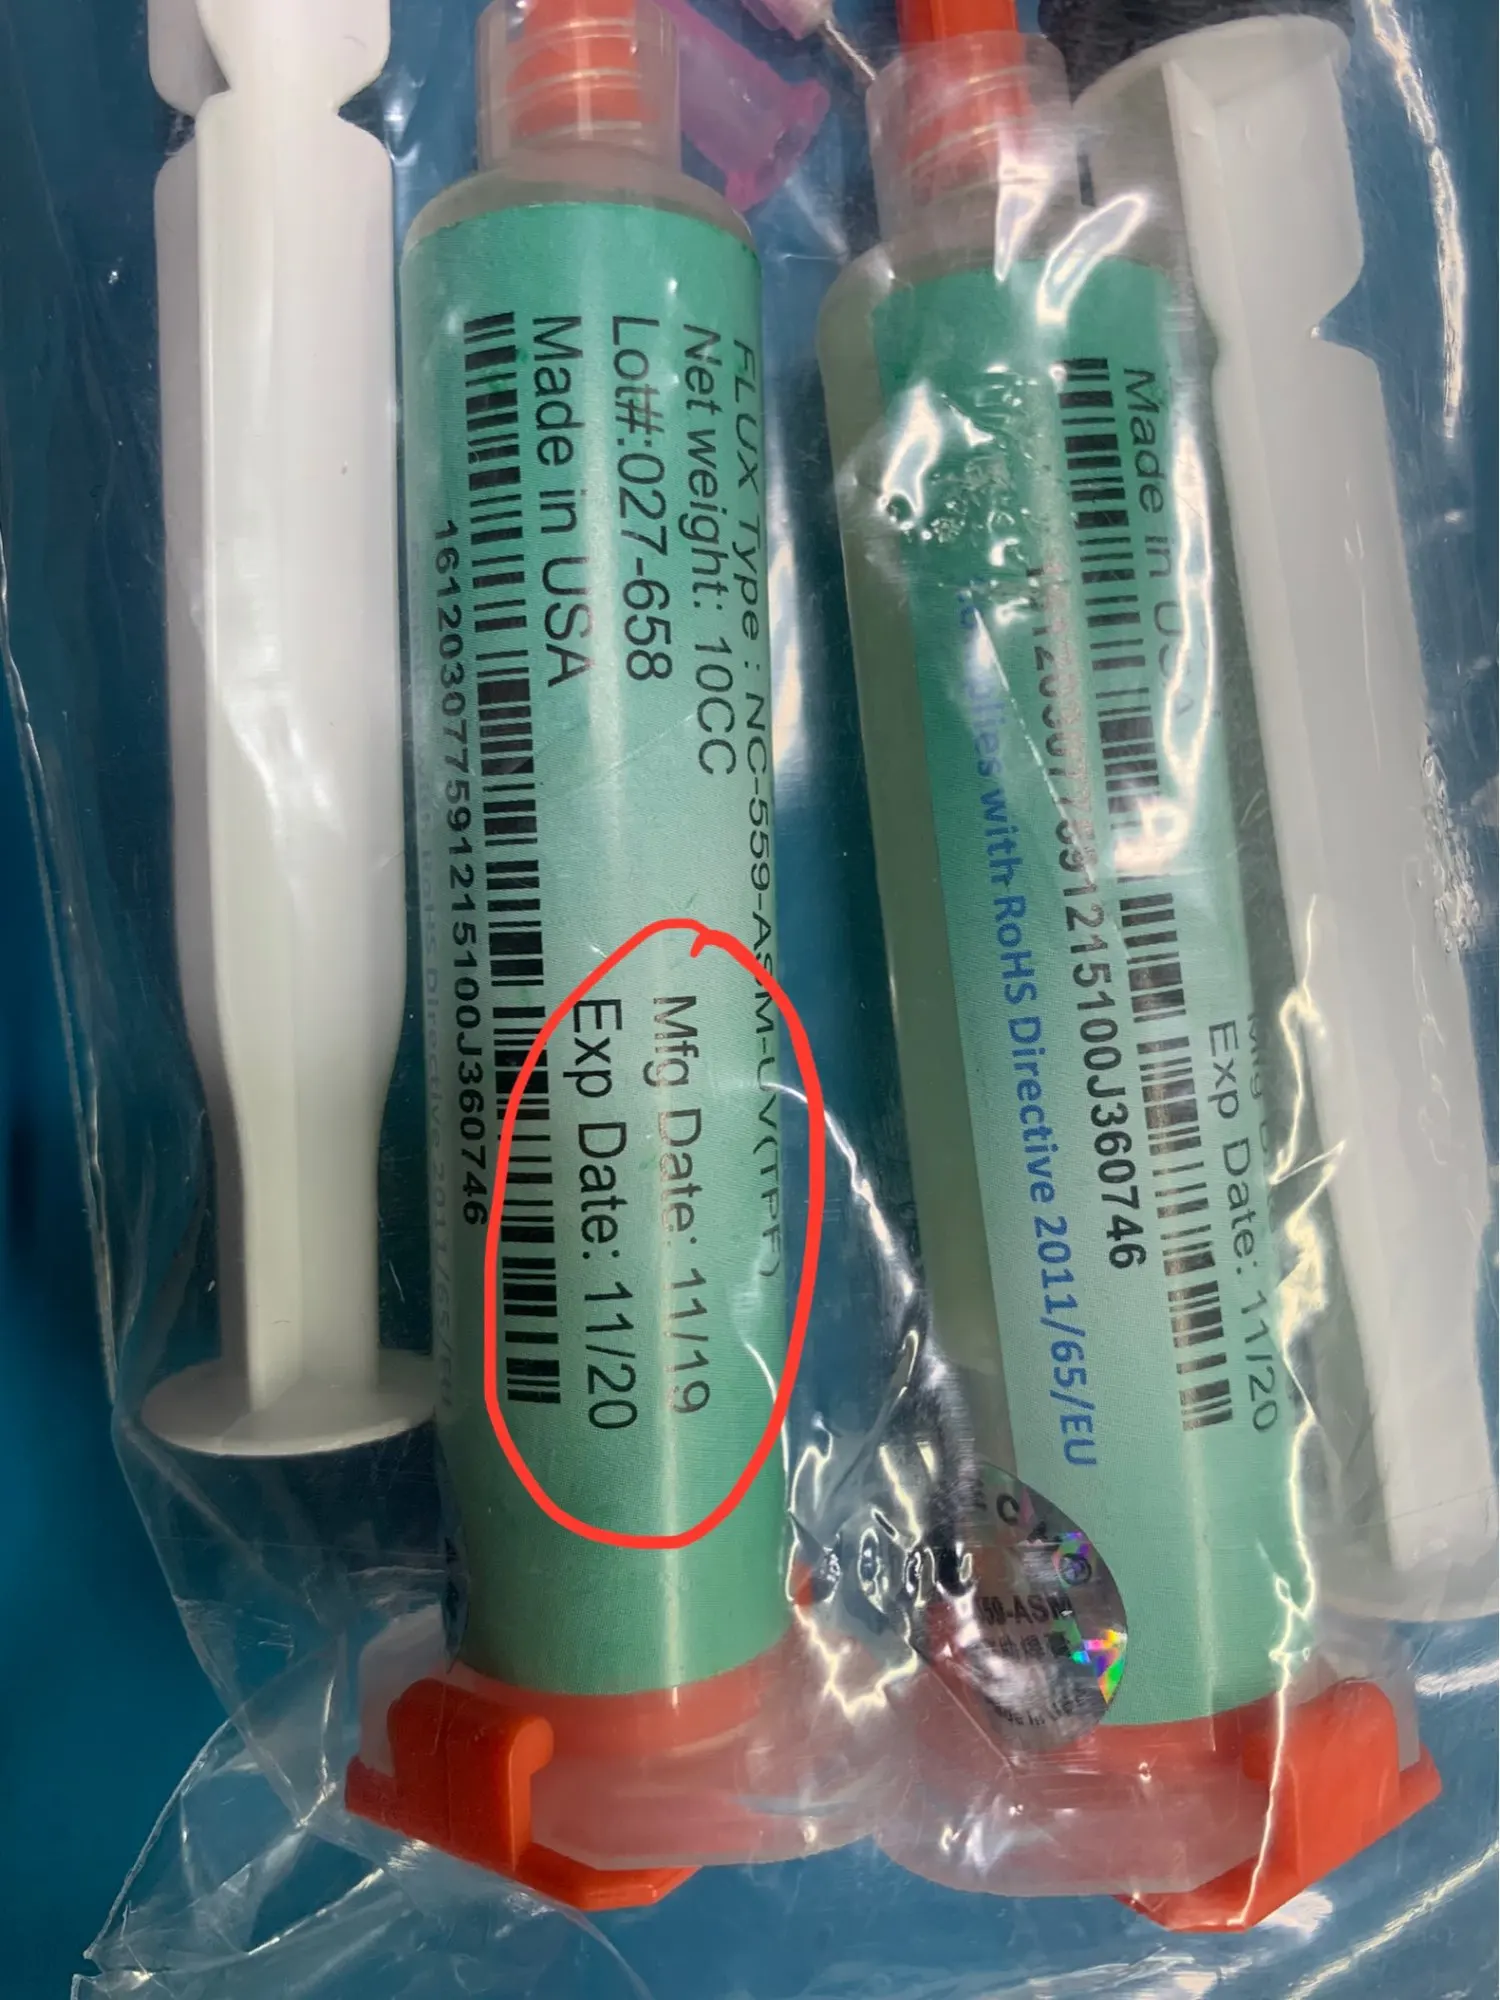 FLUX Type : NC-559-ASM-UV(TPF)
Net weight: 10CC
Mfg Date: 11/19
Lot#:027-658
Exp Date: 11/20
Made in USA
161203077591215100J360746
Made in USA
Exp Date: 11/20
591215100J360746
with RoHS Directive 2011/65/EU
59-ASM